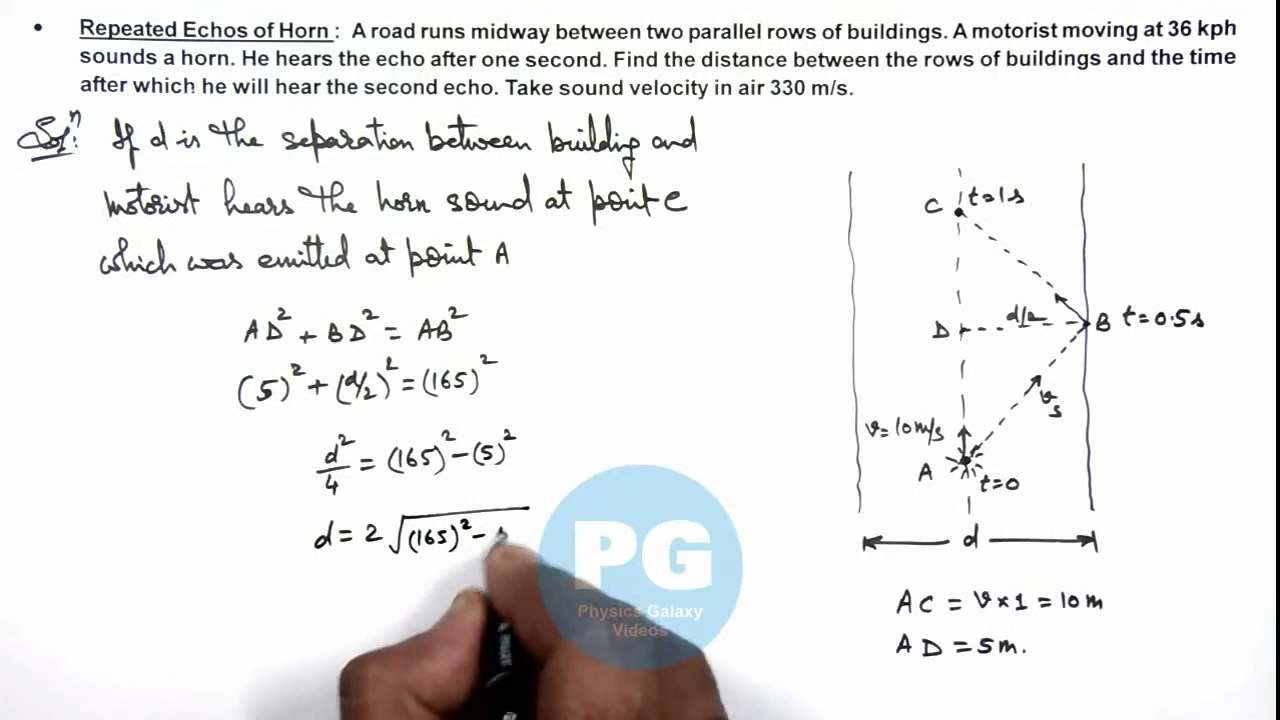 • Repeated Echos of Horn : A road runs midway between two parallel rows of buildings. A motorist moving at 36 kph
sounds a horn. He hears the echo after one second. Find the distance between the rows of buildings and the time
after which he will hear the second echo. Take sound velocity in air 330 m/s.
Solⁿ: If d is the separation between building and
motorist hears the horn sound at point C
which was emitted at point A
AD² + BD² = AB²
(5)² + (d/2)² = (165)²
d²/4 = (165)² - (5)²
d = 2 √(165)² -
C t=1s
D d/2 B t=0.5s
v_s
v=10m/s
A t=0
d
AC = v×1 = 10m
AD = 5m.
PG
Physics Galaxy
Videos